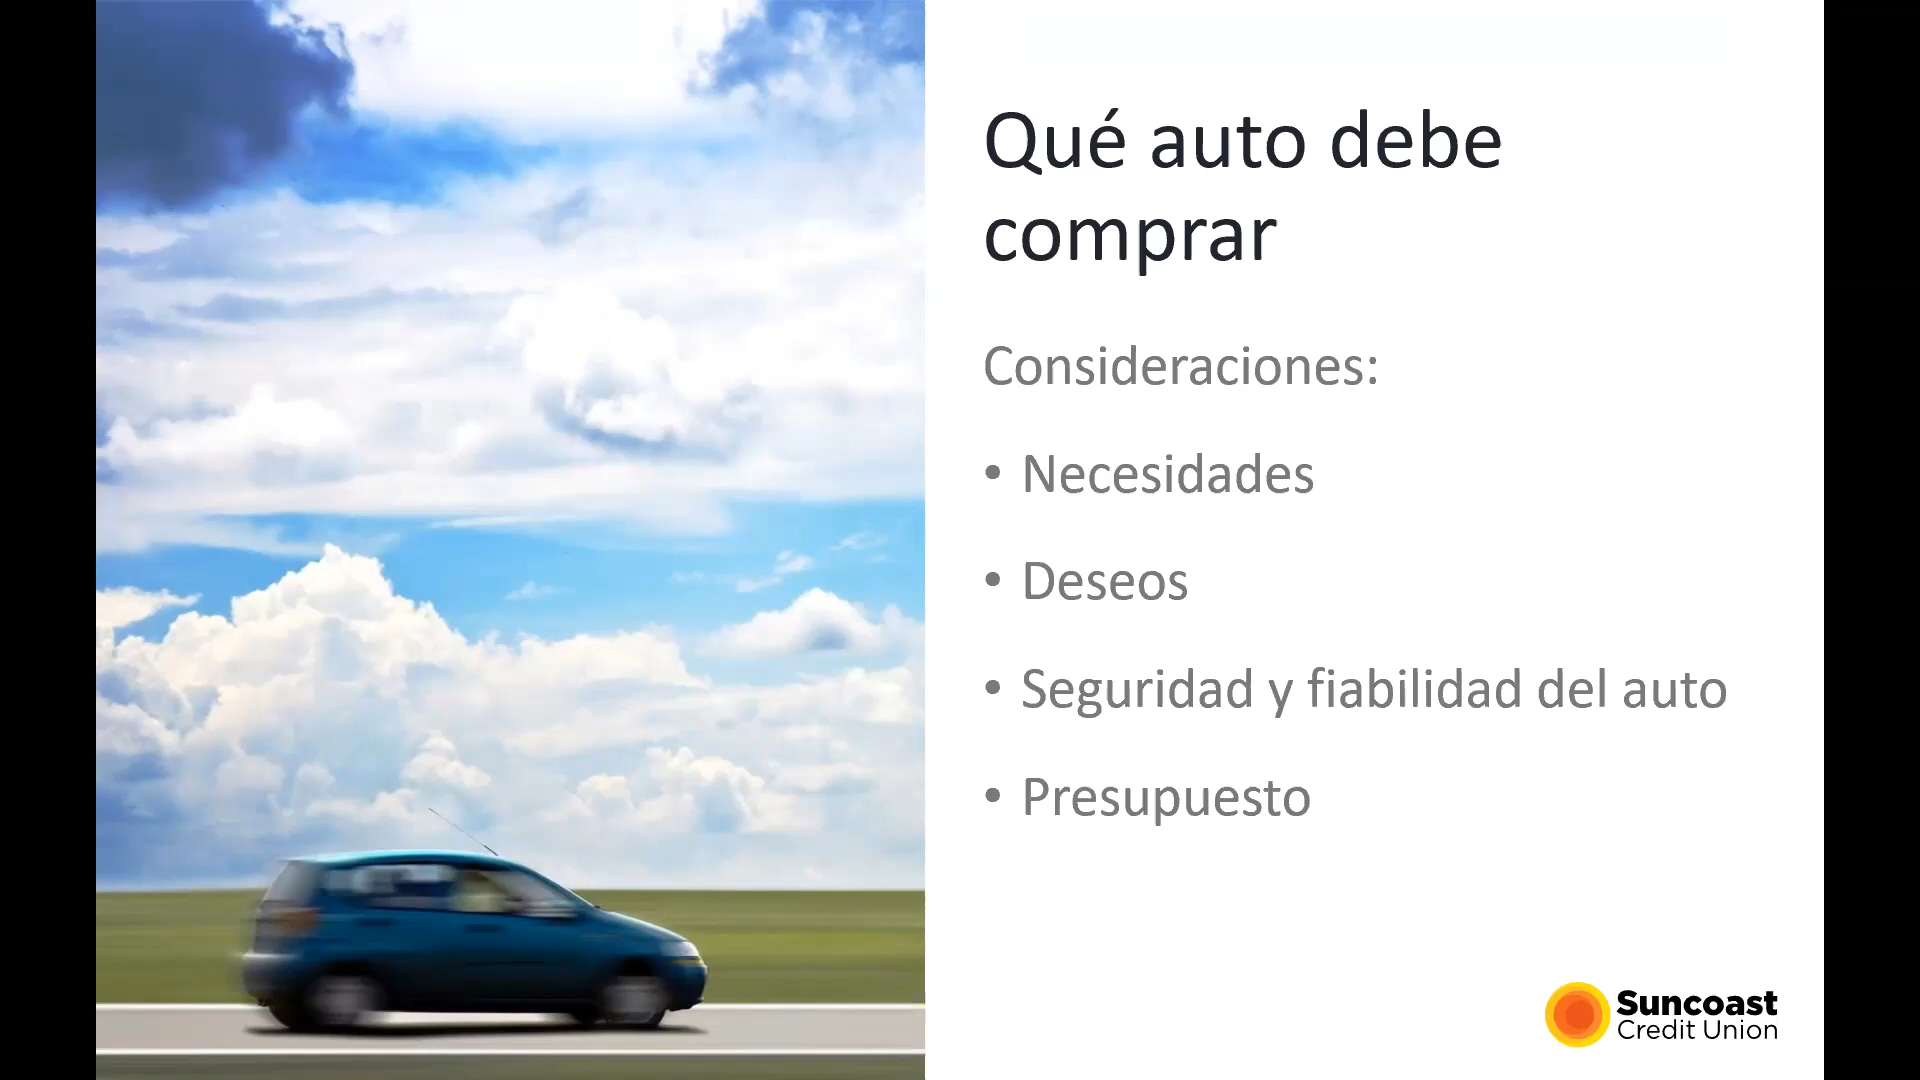 Qué auto debe
comprar
Consideraciones:
• Necesidades
• Deseos
• Seguridad y fiabilidad del auto
• Presupuesto
Suncoast
Credit Union